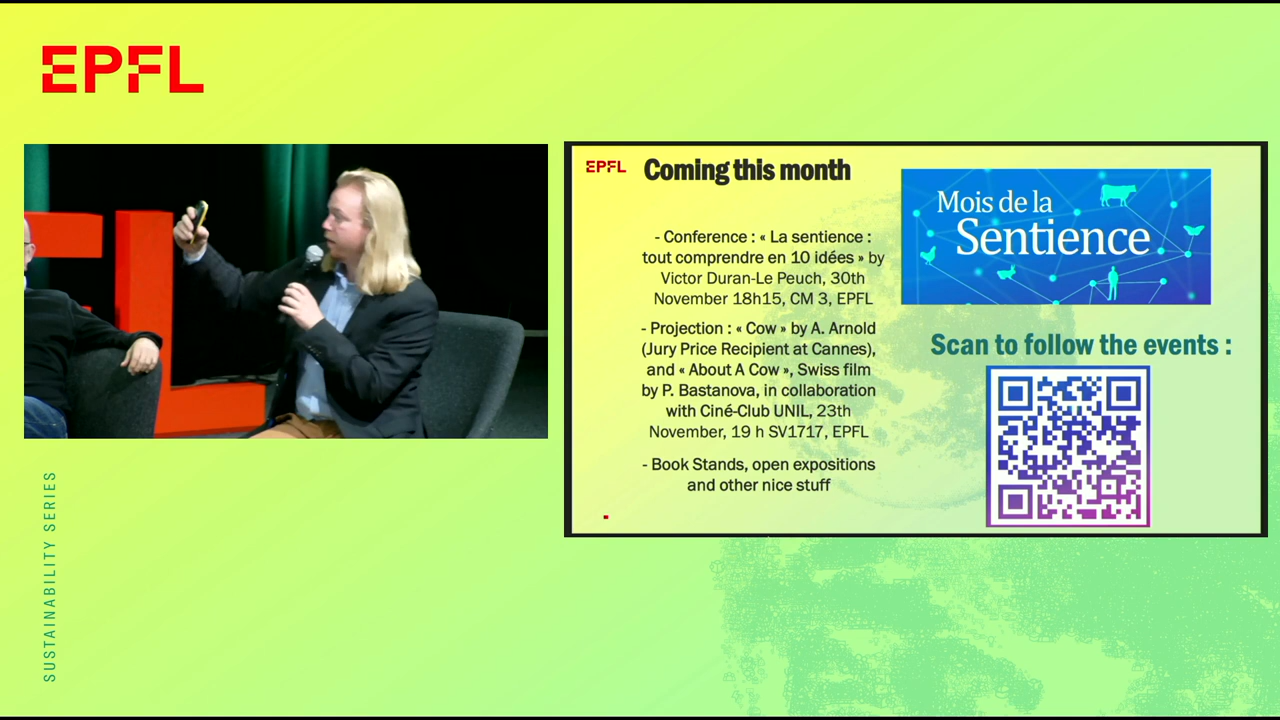 EPFL
EPFL
Coming this month
- Conference : « La sentience :
tout comprendre en 10 idées » by
Victor Duran-Le Peuch, 30th
November 18h15, CM 3, EPFL
- Projection : « Cow » by A. Arnold
(Jury Price Recipient at Cannes),
and « About A Cow », Swiss film
by P. Bastanova, in collaboration
with Ciné-Club UNIL, 23th
November, 19 h SV1717, EPFL
- Book Stands, open expositions
and other nice stuff
Mois de la
Sentience
Scan to follow the events :
SUSTAINABILITY SERIES